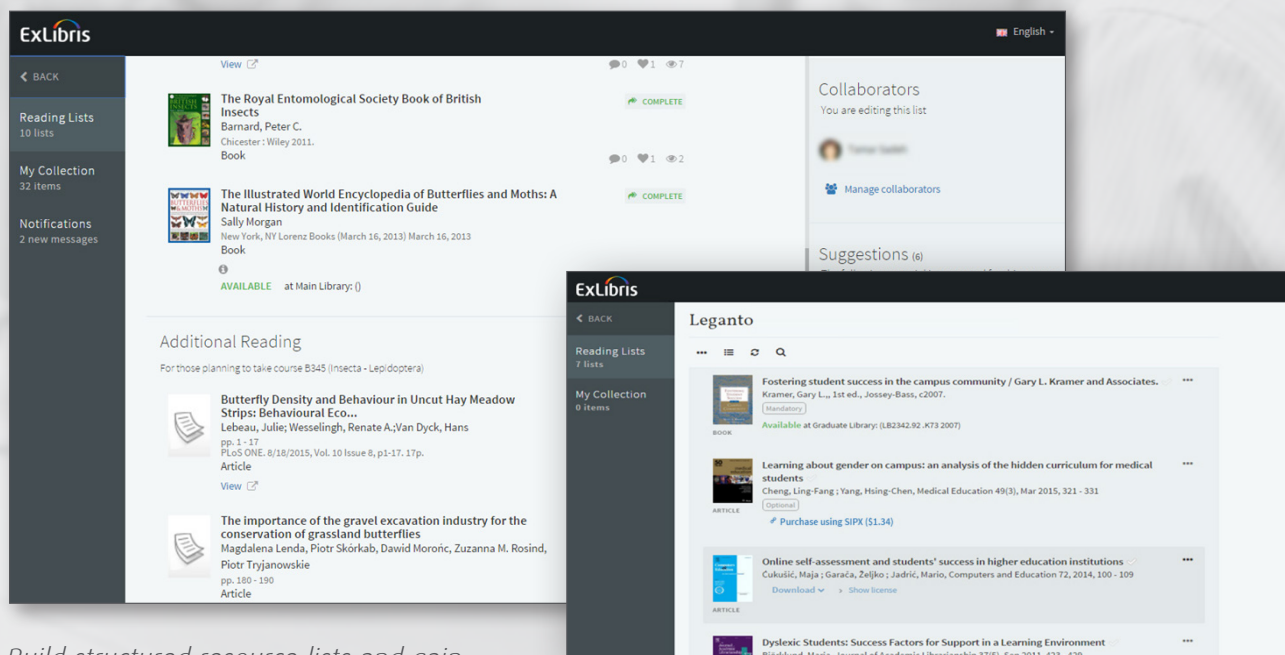 ExLibris
English
BACK
Reading Lists
10 lists
My Collection
32 items
Notifications
2 new messages
View
0 1 7
The Royal Entomological Society Book of British
Insects
Barnard, Peter C.
Chicester : Wiley 2011.
Book
COMPLETE
0 1 2
The Illustrated World Encyclopedia of Butterflies and Moths: A
Natural History and Identification Guide
Sally Morgan
New York, NY Lorenz Books (March 16, 2013) March 16, 2013
Book
COMPLETE
AVAILABLE at Main Library: ()
Additional Reading
For those planning to take course B345 (Insecta - Lepidoptera)
Butterfly Density and Behaviour in Uncut Hay Meadow
Strips: Behavioural Eco...
Lebeau, Julie; Wesselingh, Renate A.;Van Dyck, Hans
pp. 1 - 17
PLoS ONE. 8/18/2015, Vol. 10 Issue 8, p1-17. 17p.
Article
View
The importance of the gravel excavation industry for the
conservation of grassland butterflies
Magdalena Lenda, Piotr Skórkab, Dawid Morońc, Zuzanna M. Rosind,
Piotr Tryjanowskie
pp. 180 - 190
Article
Collaborators
You are editing this list
Manage collaborators
Suggestions (6)
ExLibris
BACK
Reading Lists
7 lists
My Collection
0 items
Leganto
Fostering student success in the campus community / Gary L. Kramer and Associates.
Kramer, Gary L.,, 1st ed., Jossey-Bass, c2007.
Mandatory
Available at Graduate Library: (LB2342.92 .K73 2007)
BOOK
Learning about gender on campus: an analysis of the hidden curriculum for medical
students
Cheng, Ling-Fang ; Yang, Hsing-Chen, Medical Education 49(3), Mar 2015, 321 - 331
Optional
ARTICLE
Purchase using SIPX ($1.34)
Online self-assessment and students' success in higher education institutions
Ćukušić, Maja ; Garača, Željko ; Jadrić, Mario, Computers and Education 72, 2014, 100 - 109
Download Show license
ARTICLE
Dyslexic Students: Success Factors for Support in a Learning Environment
Build structured resource lists and gain